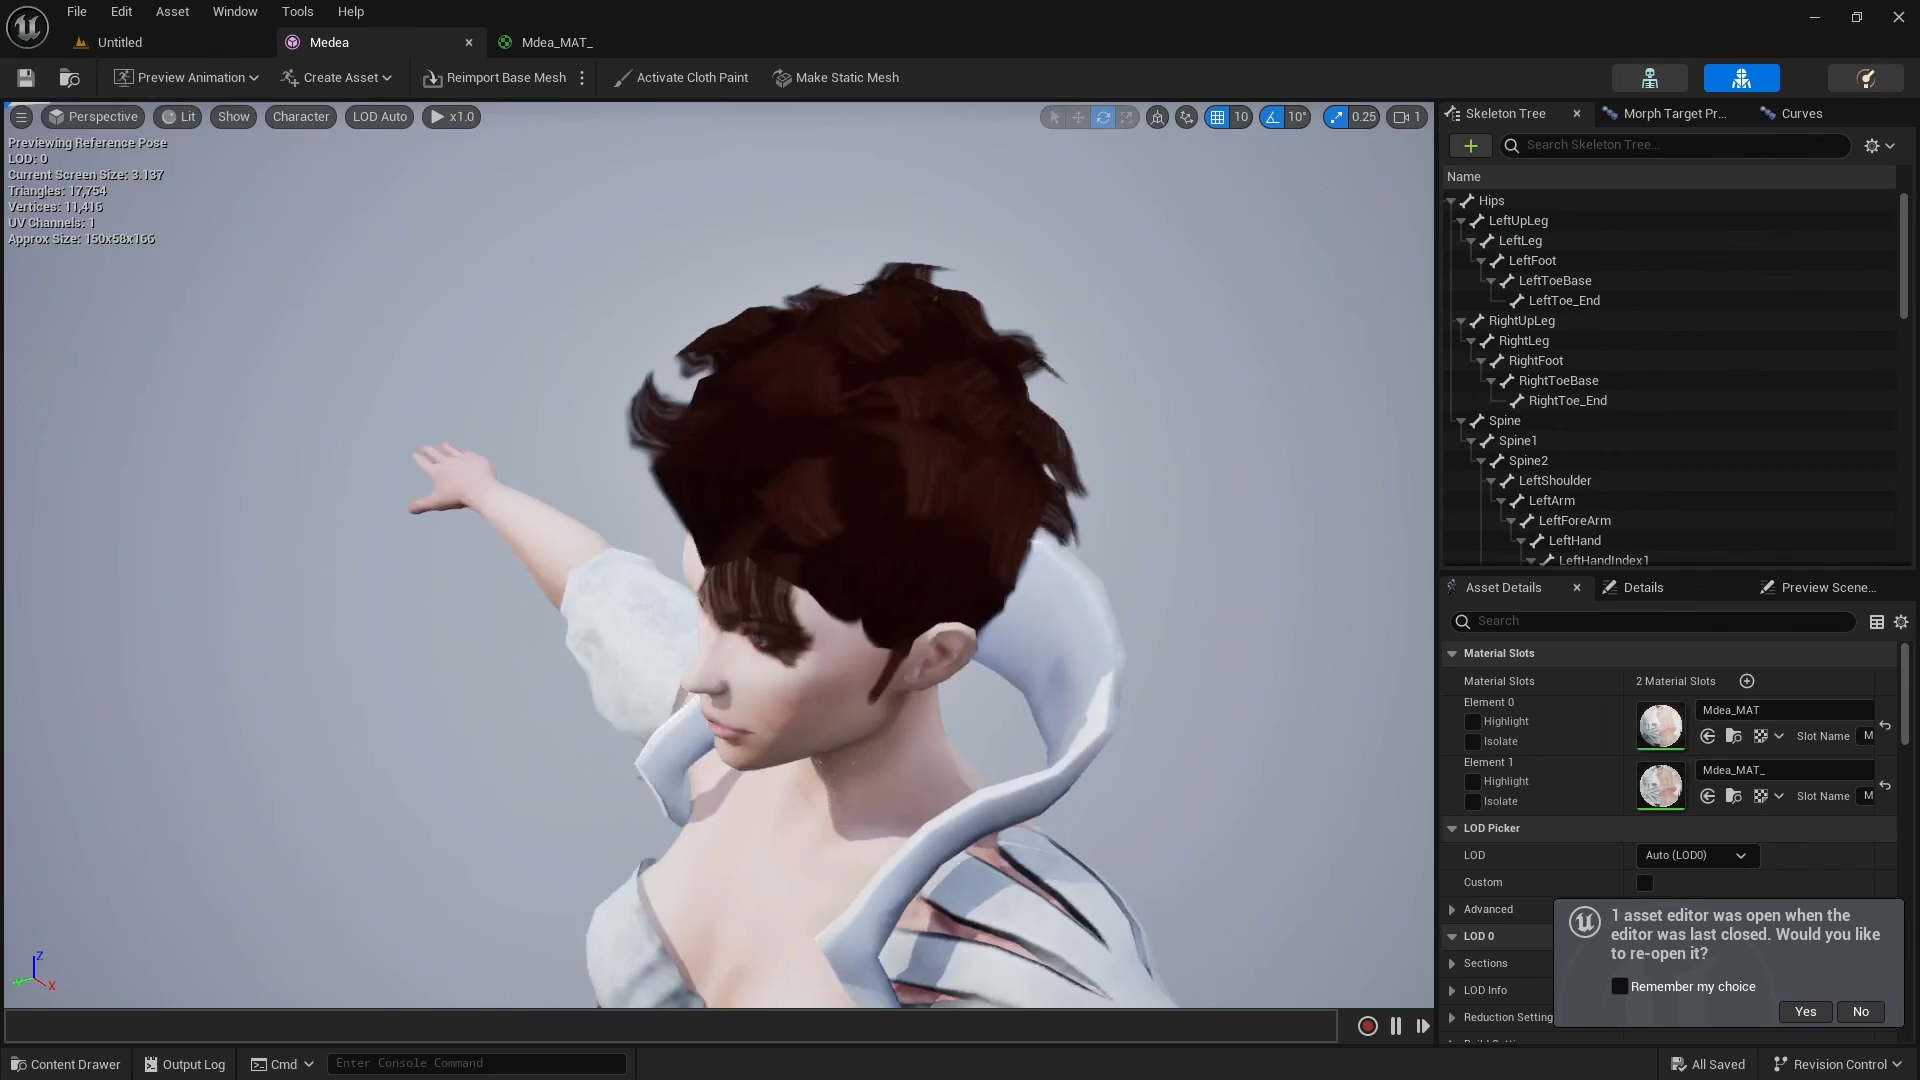 File Edit Asset Window Tools Help
Untitled Medea Mdea_MAT_
Preview Animation Create Asset Reimport Base Mesh Activate Cloth Paint Make Static Mesh
Perspective Lit Show Character LOD Auto x1.0 10 10° 0.25 1
Previewing Reference Pose
LOD: 0
Current Screen Size: 3.137
Triangles: 17,754
Vertices: 11,416
UV Channels: 1
Approx Size: 150x58x166
Z
X
Skeleton Tree Morph Target Pr... Curves
Search Skeleton Tree...
Name
Hips
LeftUpLeg
LeftLeg
LeftFoot
LeftToeBase
LeftToe_End
RightUpLeg
RightLeg
RightFoot
RightToeBase
RightToe_End
Spine
Spine1
Spine2
LeftShoulder
LeftArm
LeftForeArm
LeftHand
LeftHandIndex1
Asset Details Details Preview Scene...
Search
Material Slots
Material Slots 2 Material Slots
Element 0
Highlight
Isolate
Mdea_MAT
Slot Name M
Element 1
Highlight
Isolate
Mdea_MAT_
Slot Name M
LOD Picker
LOD Auto (LOD0)
Custom
Advanced
LOD 0
Sections
LOD Info
Reduction Setting
1 asset editor was open when the
editor was last closed. Would you like
to re-open it?
Remember my choice
Yes No
Content Drawer Output Log Cmd Enter Console Command All Saved Revision Control